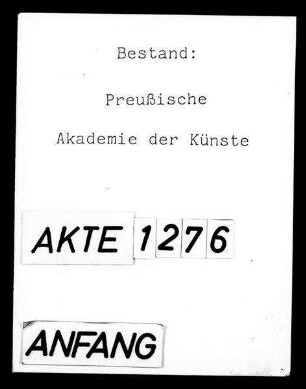 Bestand:
Preußische
Akademie der Künste
AKTE 1276
ANFANG